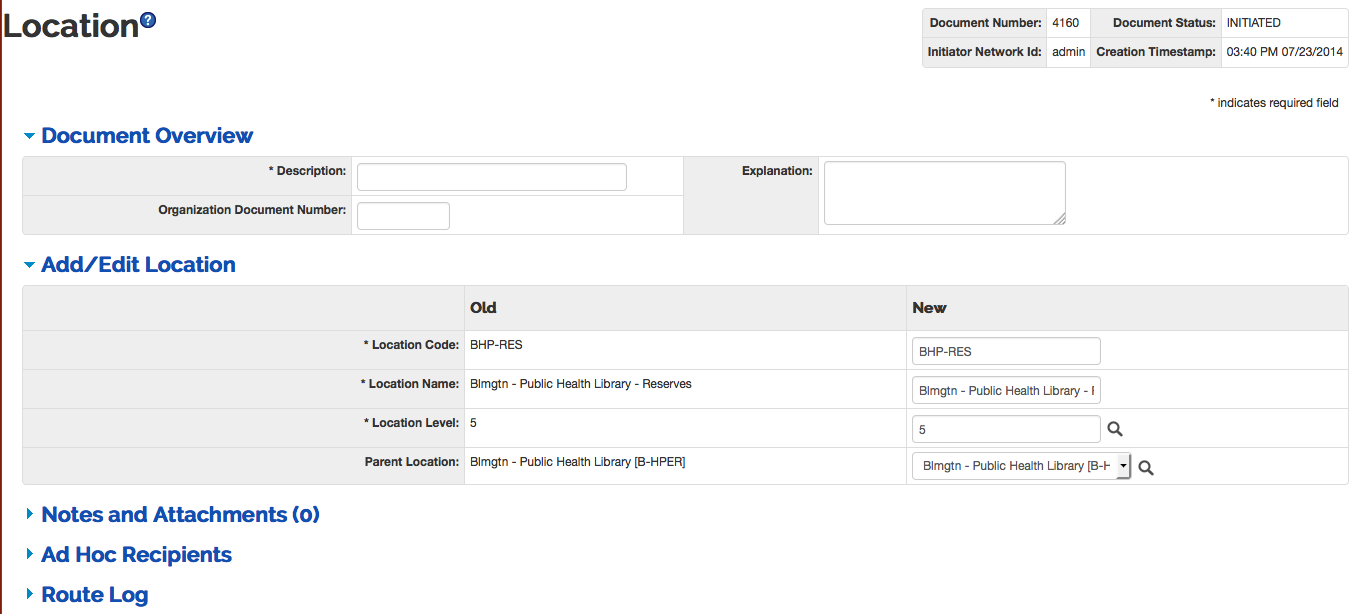 Location?
Document Number: 4160 Document Status: INITIATED
Initiator Network Id: admin Creation Timestamp: 03:40 PM 07/23/2014
* indicates required field
Document Overview
* Description: Explanation:
Organization Document Number:
Add/Edit Location
Old New
* Location Code: BHP-RES BHP-RES
* Location Name: Blmgtn - Public Health Library - Reserves Blmgtn - Public Health Library -
* Location Level: 5 5
Parent Location: Blmgtn - Public Health Library [B-HPER] Blmgtn - Public Health Library [B-H
Notes and Attachments (0)
Ad Hoc Recipients
Route Log